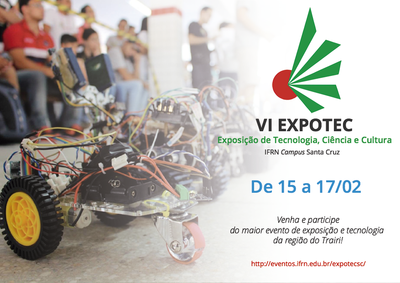 VI EXPOTEC
Exposição de Tecnologia, Ciência e Cultura
IFRN Campus Santa Cruz
De 15 a 17/02
Venha e participe
do maior evento de exposição e tecnologia
da região do Trairi!
http://eventos.ifrn.edu.br/expotecsc/